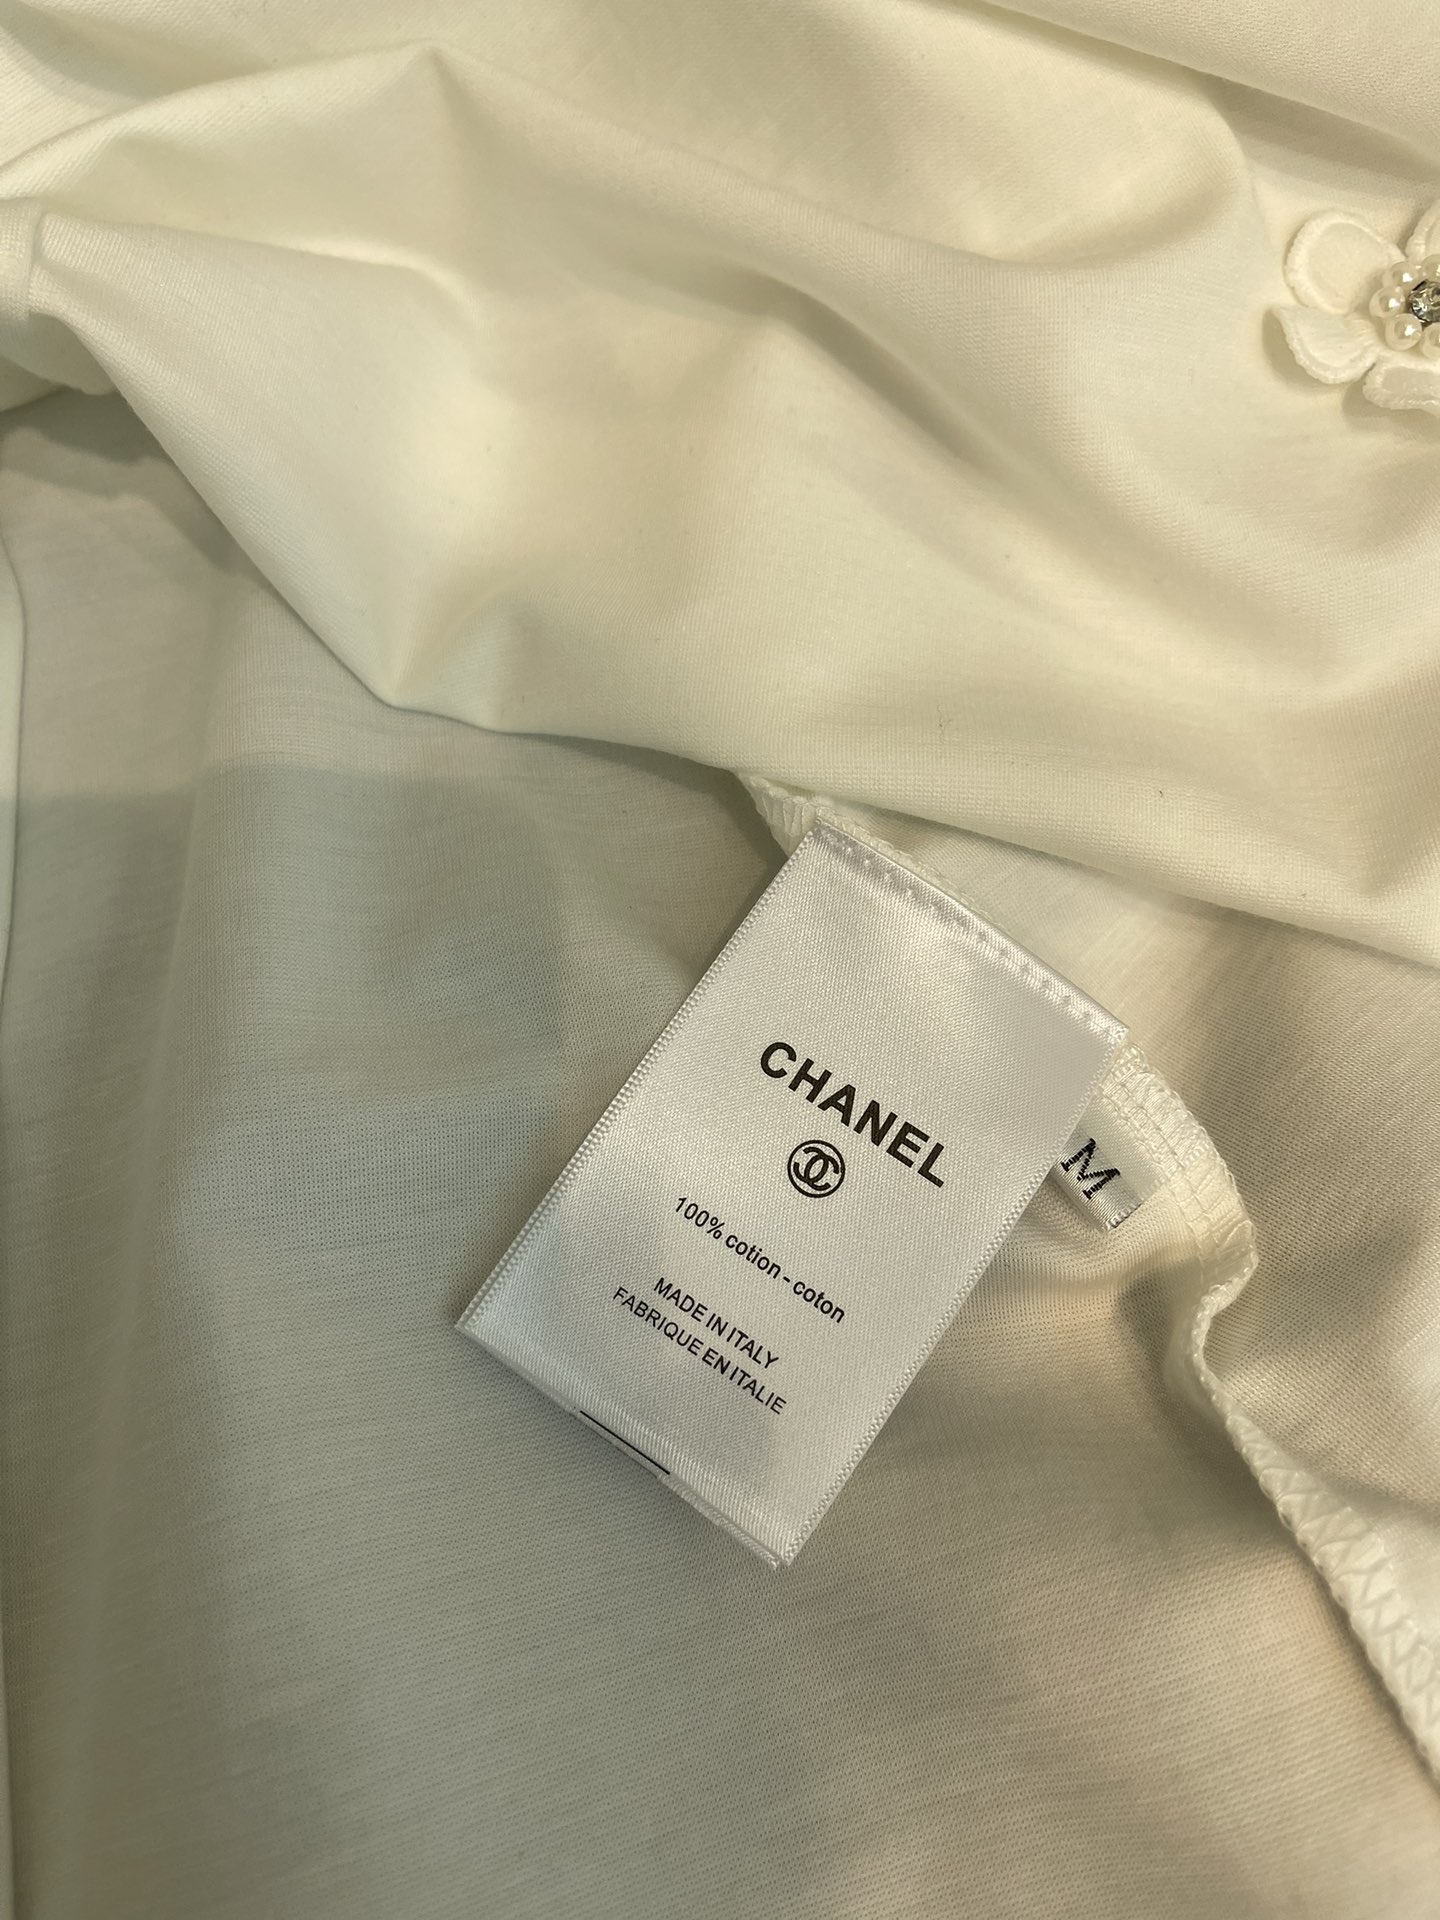 CHANEL
100% cotion - coton
MADE IN ITALY
FABRIQUE EN ITALIE
M